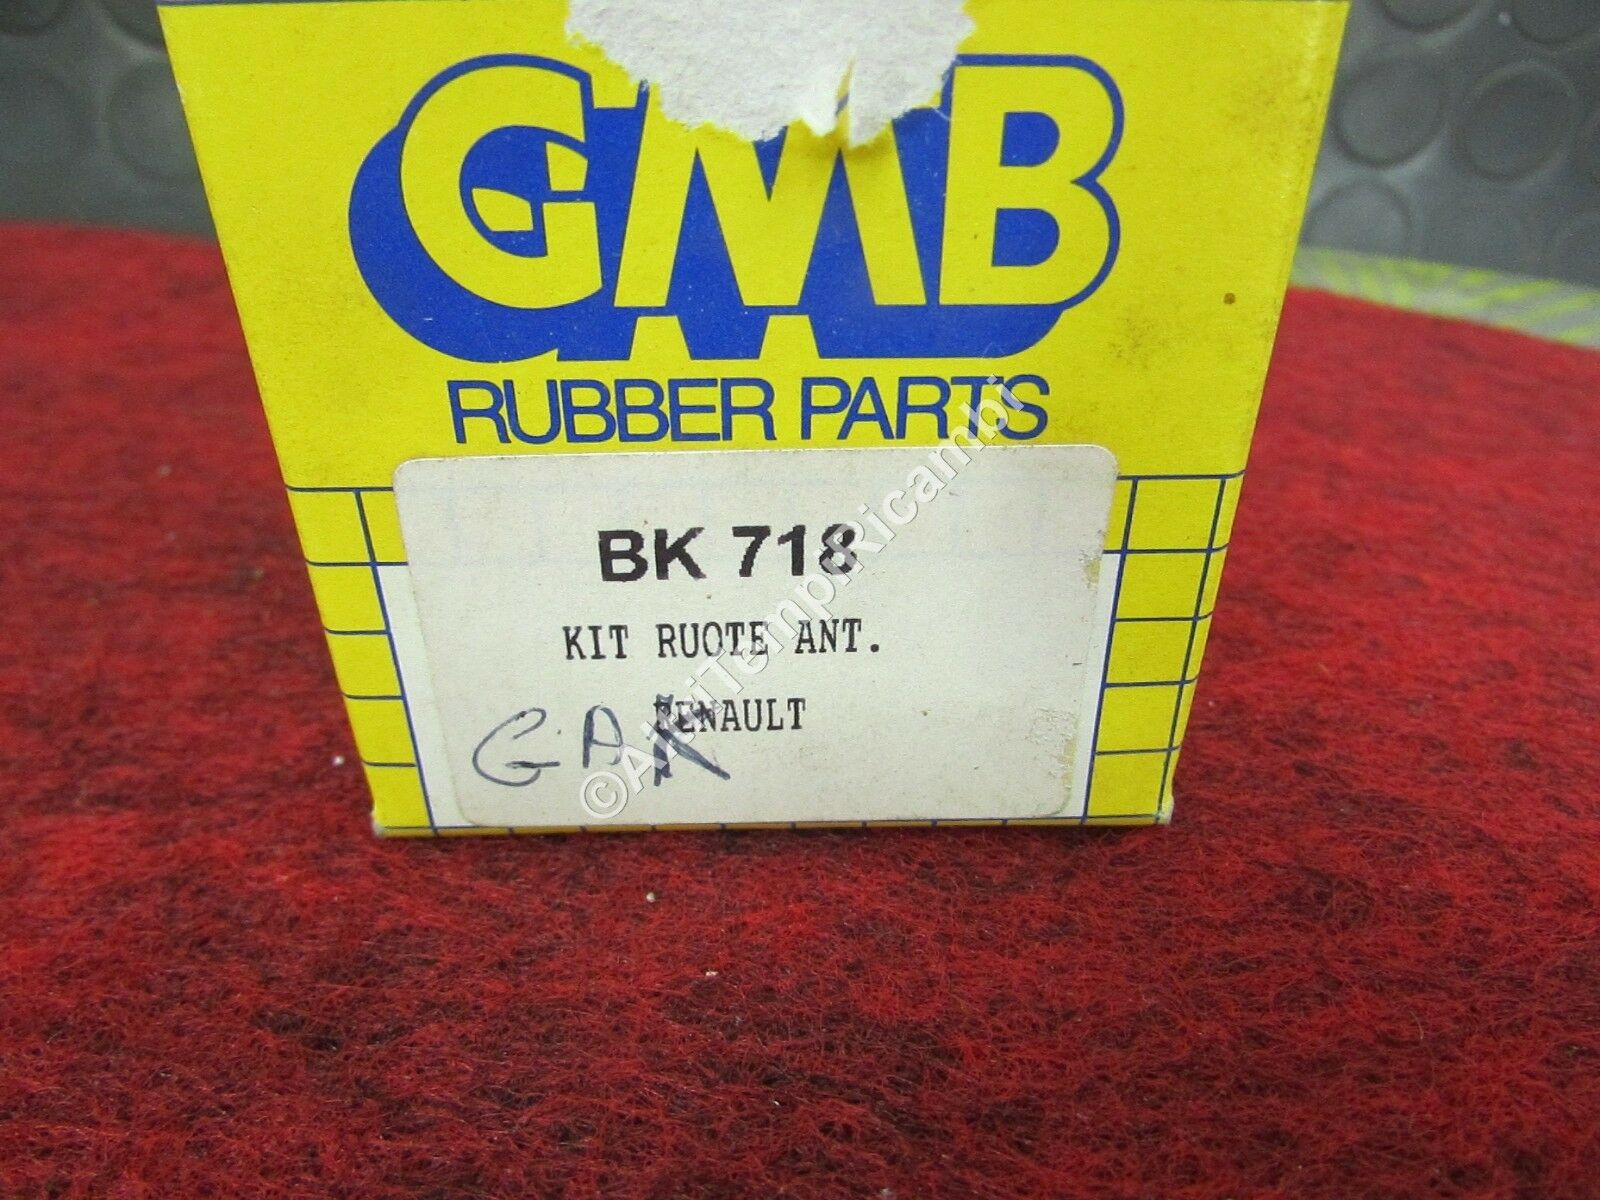 GMB
RUBBER PARTS
BK 718
KIT RUOTE ANT.
RENAULT
©AltriTempiRicambi